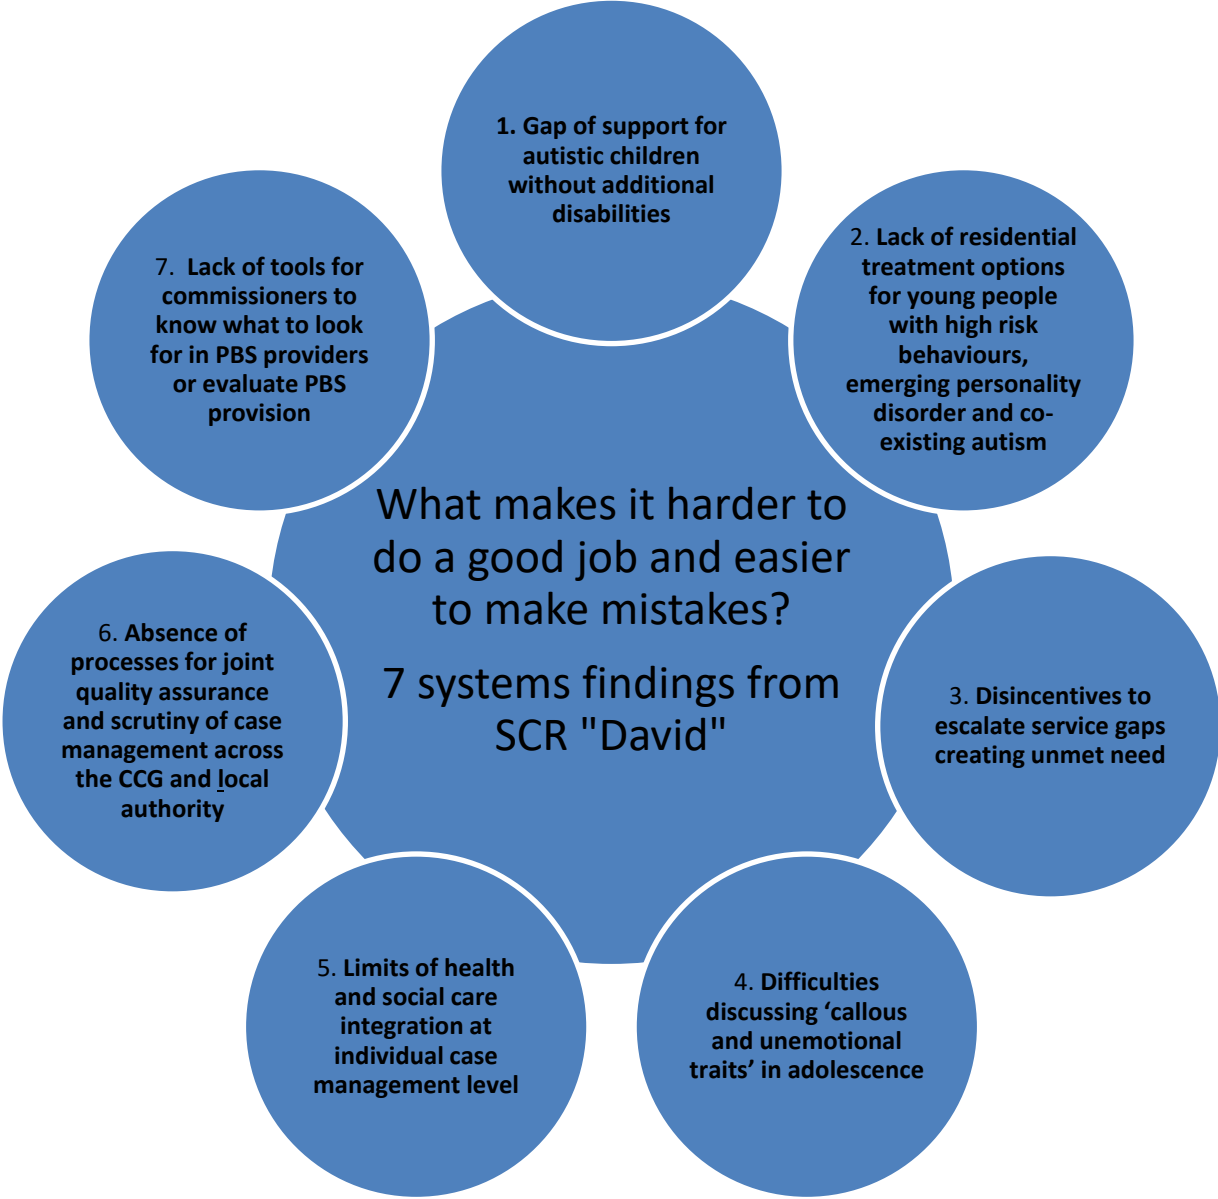 1. Gap of support for
autistic children
without additional
disabilities
2. Lack of residential
treatment options
for young people
with high risk
behaviours,
emerging personality
disorder and co-
existing autism
3. Disincentives to
escalate service gaps
creating unmet need
4. Difficulties
discussing ‘callous
and unemotional
traits’ in adolescence
5. Limits of health
and social care
integration at
individual case
management level
6. Absence of
processes for joint
quality assurance
and scrutiny of case
management across
the CCG and local
authority
7. Lack of tools for
commissioners to
know what to look
for in PBS providers
or evaluate PBS
provision
What makes it harder to
do a good job and easier
to make mistakes?
7 systems findings from
SCR "David"